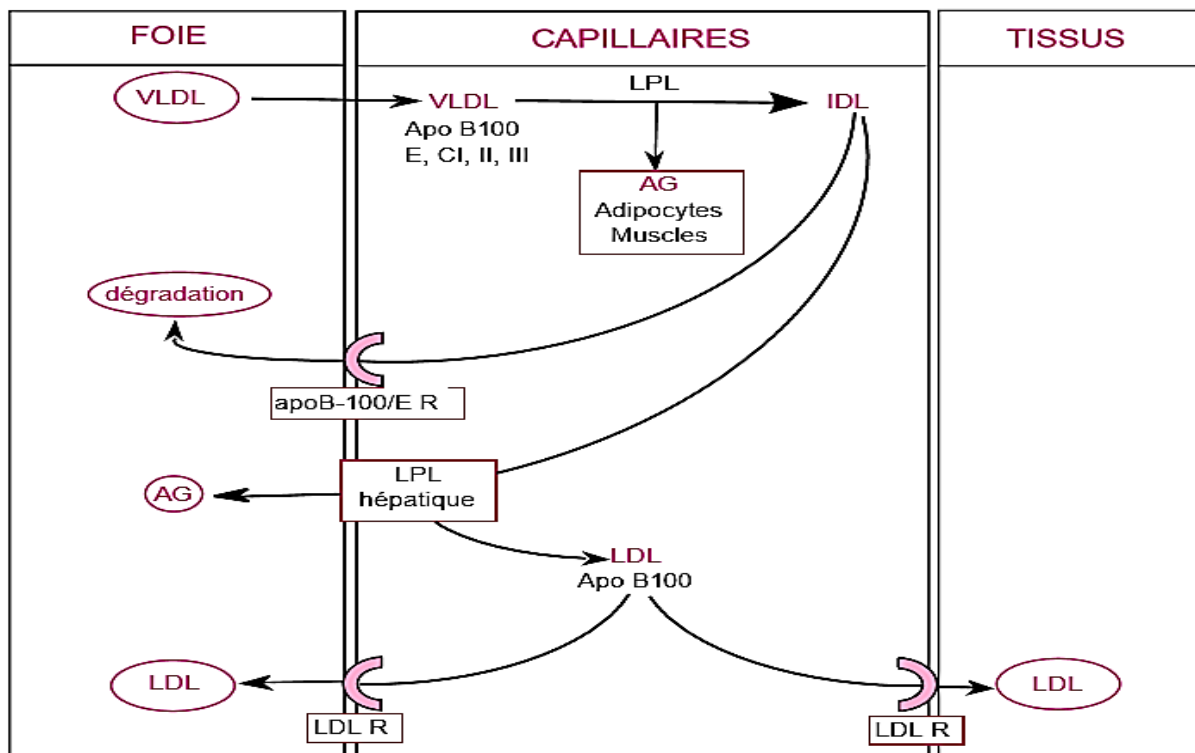 FOIE
CAPILLAIRES
TISSUS
VLDL
VLDL
Apo B100
E, CI, II, III
LPL
IDL
AG
Adipocytes
Muscles
dégradation
apoB-100/E R
LPL
hépatique
AG
LDL
Apo B100
LDL
LDL R
LDL R
LDL